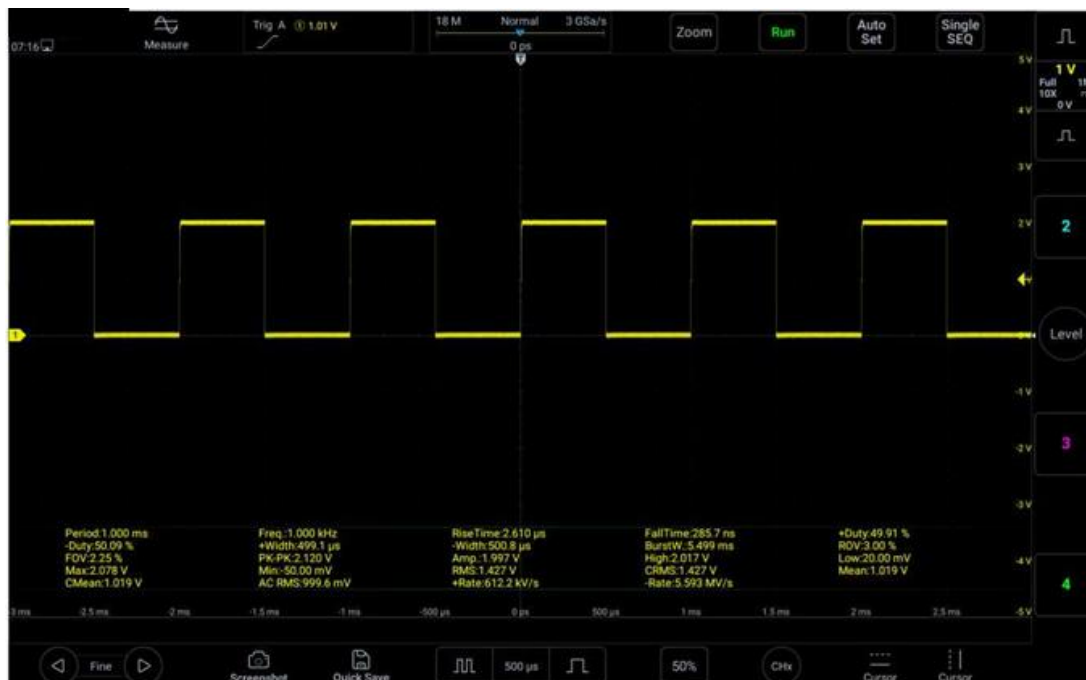 18 M Normal 3 GSa/s
Trig A ① 1.01 V
Auto Set
Single SEQ
Zoom
Run
07:16
Measure
0 ps
T
1 V
Full
10X
0 V
5 V
4 V
3 V
2 V
-1 V
-2 V
-3 V
-4 V
-5 V
1
2
Level
3
4
Period:1.000 ms Freq.:1.000 kHz RiseTime:2.610 µs FallTime:285.7 ns +Duty:49.91 %
-Duty:50.09 % +Width:499.1 µs -Width:500.8 µs BurstW.:5.499 ms ROV:3.00 %
FOV:2.25 % PK-PK:2.120 V Amp.:1.997 V High:2.017 V Low:20.00 mV
Max:2.078 V Min:-50.00 mV RMS:1.427 V CRMS:1.427 V Mean:1.019 V
CMean:1.019 V AC RMS:999.6 mV +Rate:612.2 kV/s -Rate:5.593 MV/s
-3 ms -2.5 ms -2 ms -1.5 ms -1 ms -500 µs 0 ps 500 µs 1 ms 1.5 ms 2 ms 2.5 ms
Fine
Screenshot
Quick Save
500 µs
50%
CHx
Cursor
Cursor